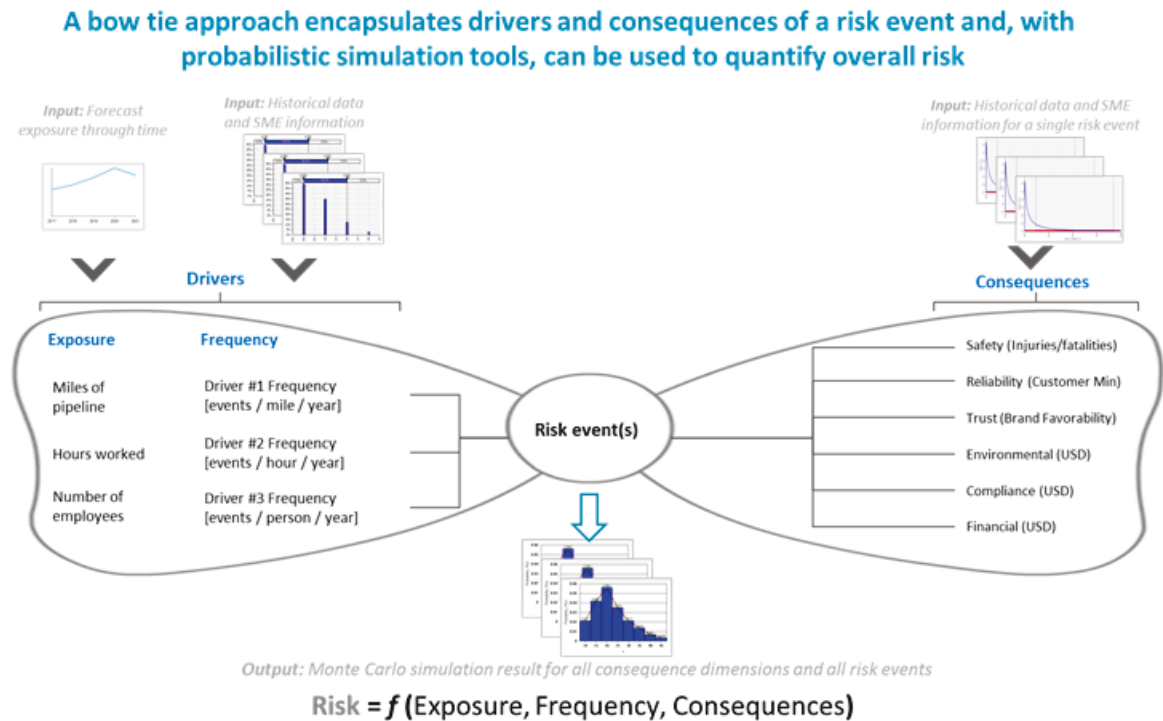 A bow tie approach encapsulates drivers and consequences of a risk event and, with
probabilistic simulation tools, can be used to quantify overall risk
Input: Forecast
exposure through time
Input: Historical data
and SME information
Input: Historical data and SME
information for a single risk event
Drivers
Consequences
Exposure
Frequency
Miles of
pipeline
Driver #1 Frequency
[events / mile / year]
Hours worked
Driver #2 Frequency
[events / hour / year]
Number of
employees
Driver #3 Frequency
[events / person / year]
Risk event(s)
Safety (Injuries/fatalities)
Reliability (Customer Min)
Trust (Brand Favorability)
Environmental (USD)
Compliance (USD)
Financial (USD)
Output: Monte Carlo simulation result for all consequence dimensions and all risk events
Risk = f (Exposure, Frequency, Consequences)